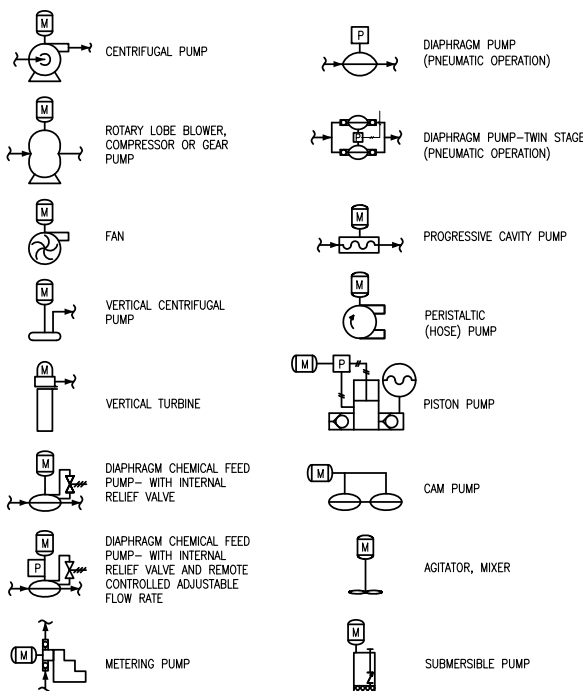 M
CENTRIFUGAL PUMP
M
ROTARY LOBE BLOWER,
COMPRESSOR OR GEAR
PUMP
M
FAN
M
VERTICAL CENTRIFUGAL
PUMP
M
VERTICAL TURBINE
M
DIAPHRAGM CHEMICAL FEED
PUMP– WITH INTERNAL
RELIEF VALVE
M
P
DIAPHRAGM CHEMICAL FEED
PUMP– WITH INTERNAL
RELIEF VALVE AND REMOTE
CONTROLLED ADJUSTABLE
FLOW RATE
M
METERING PUMP
P
DIAPHRAGM PUMP
(PNEUMATIC OPERATION)
P
DIAPHRAGM PUMP–TWIN STAGE
(PNEUMATIC OPERATION)
M
PROGRESSIVE CAVITY PUMP
M
PERISTALTIC
(HOSE) PUMP
M P
PISTON PUMP
M
CAM PUMP
M
AGITATOR, MIXER
M
SUBMERSIBLE PUMP